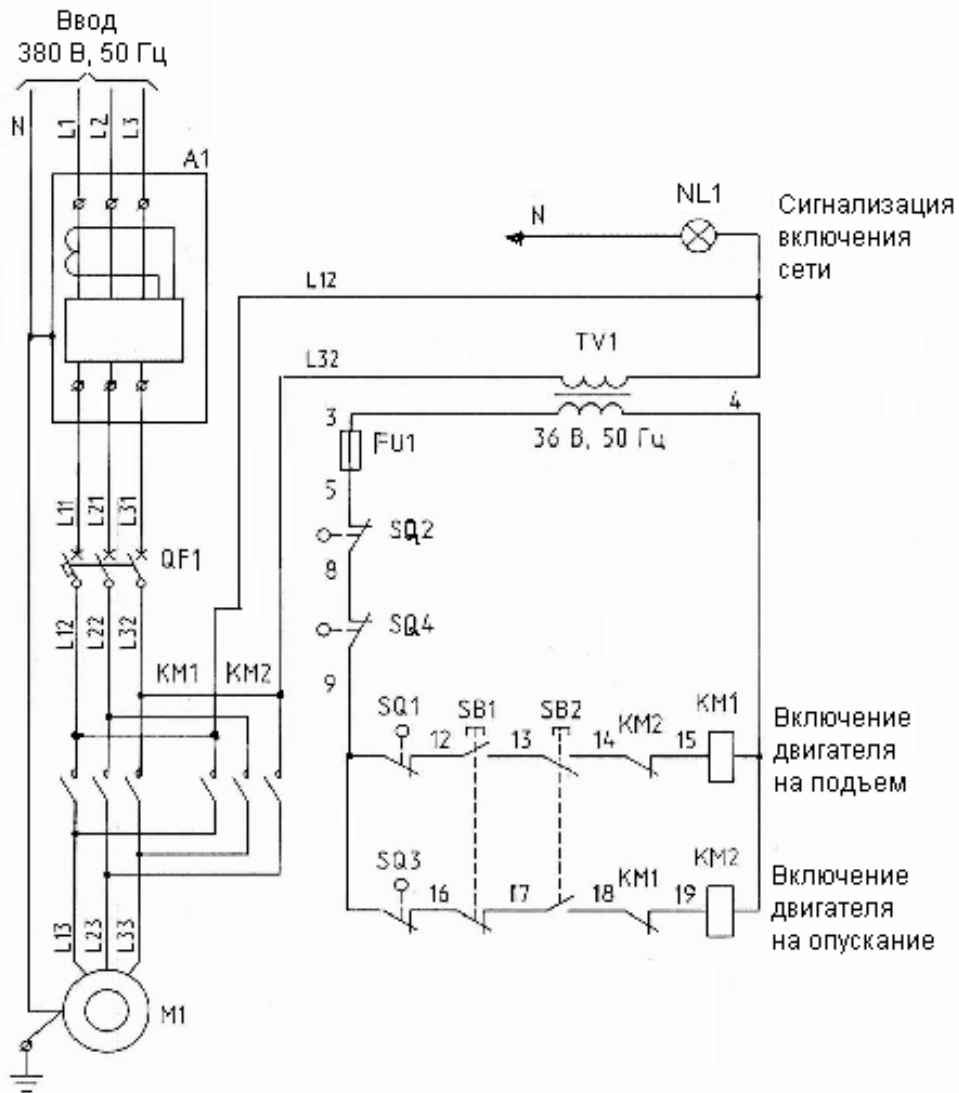 Ввод
380 В, 50 Гц
N
L1
L2
L3
A1
NL1
N
Сигнализация
включения
сети
L12
TV1
L32
4
3
36 В, 50 Гц
FU1
5
L11
L21
L31
QF1
SQ2
8
L12
L22
L32
SQ4
9
KM1
KM2
SQ1
12
SB1
13
SB2
14
KM2
15
KM1
Включение
двигателя
на подъем
SQ3
16
17
18
KM1
19
KM2
Включение
двигателя
на опускание
L13
L23
L33
M1